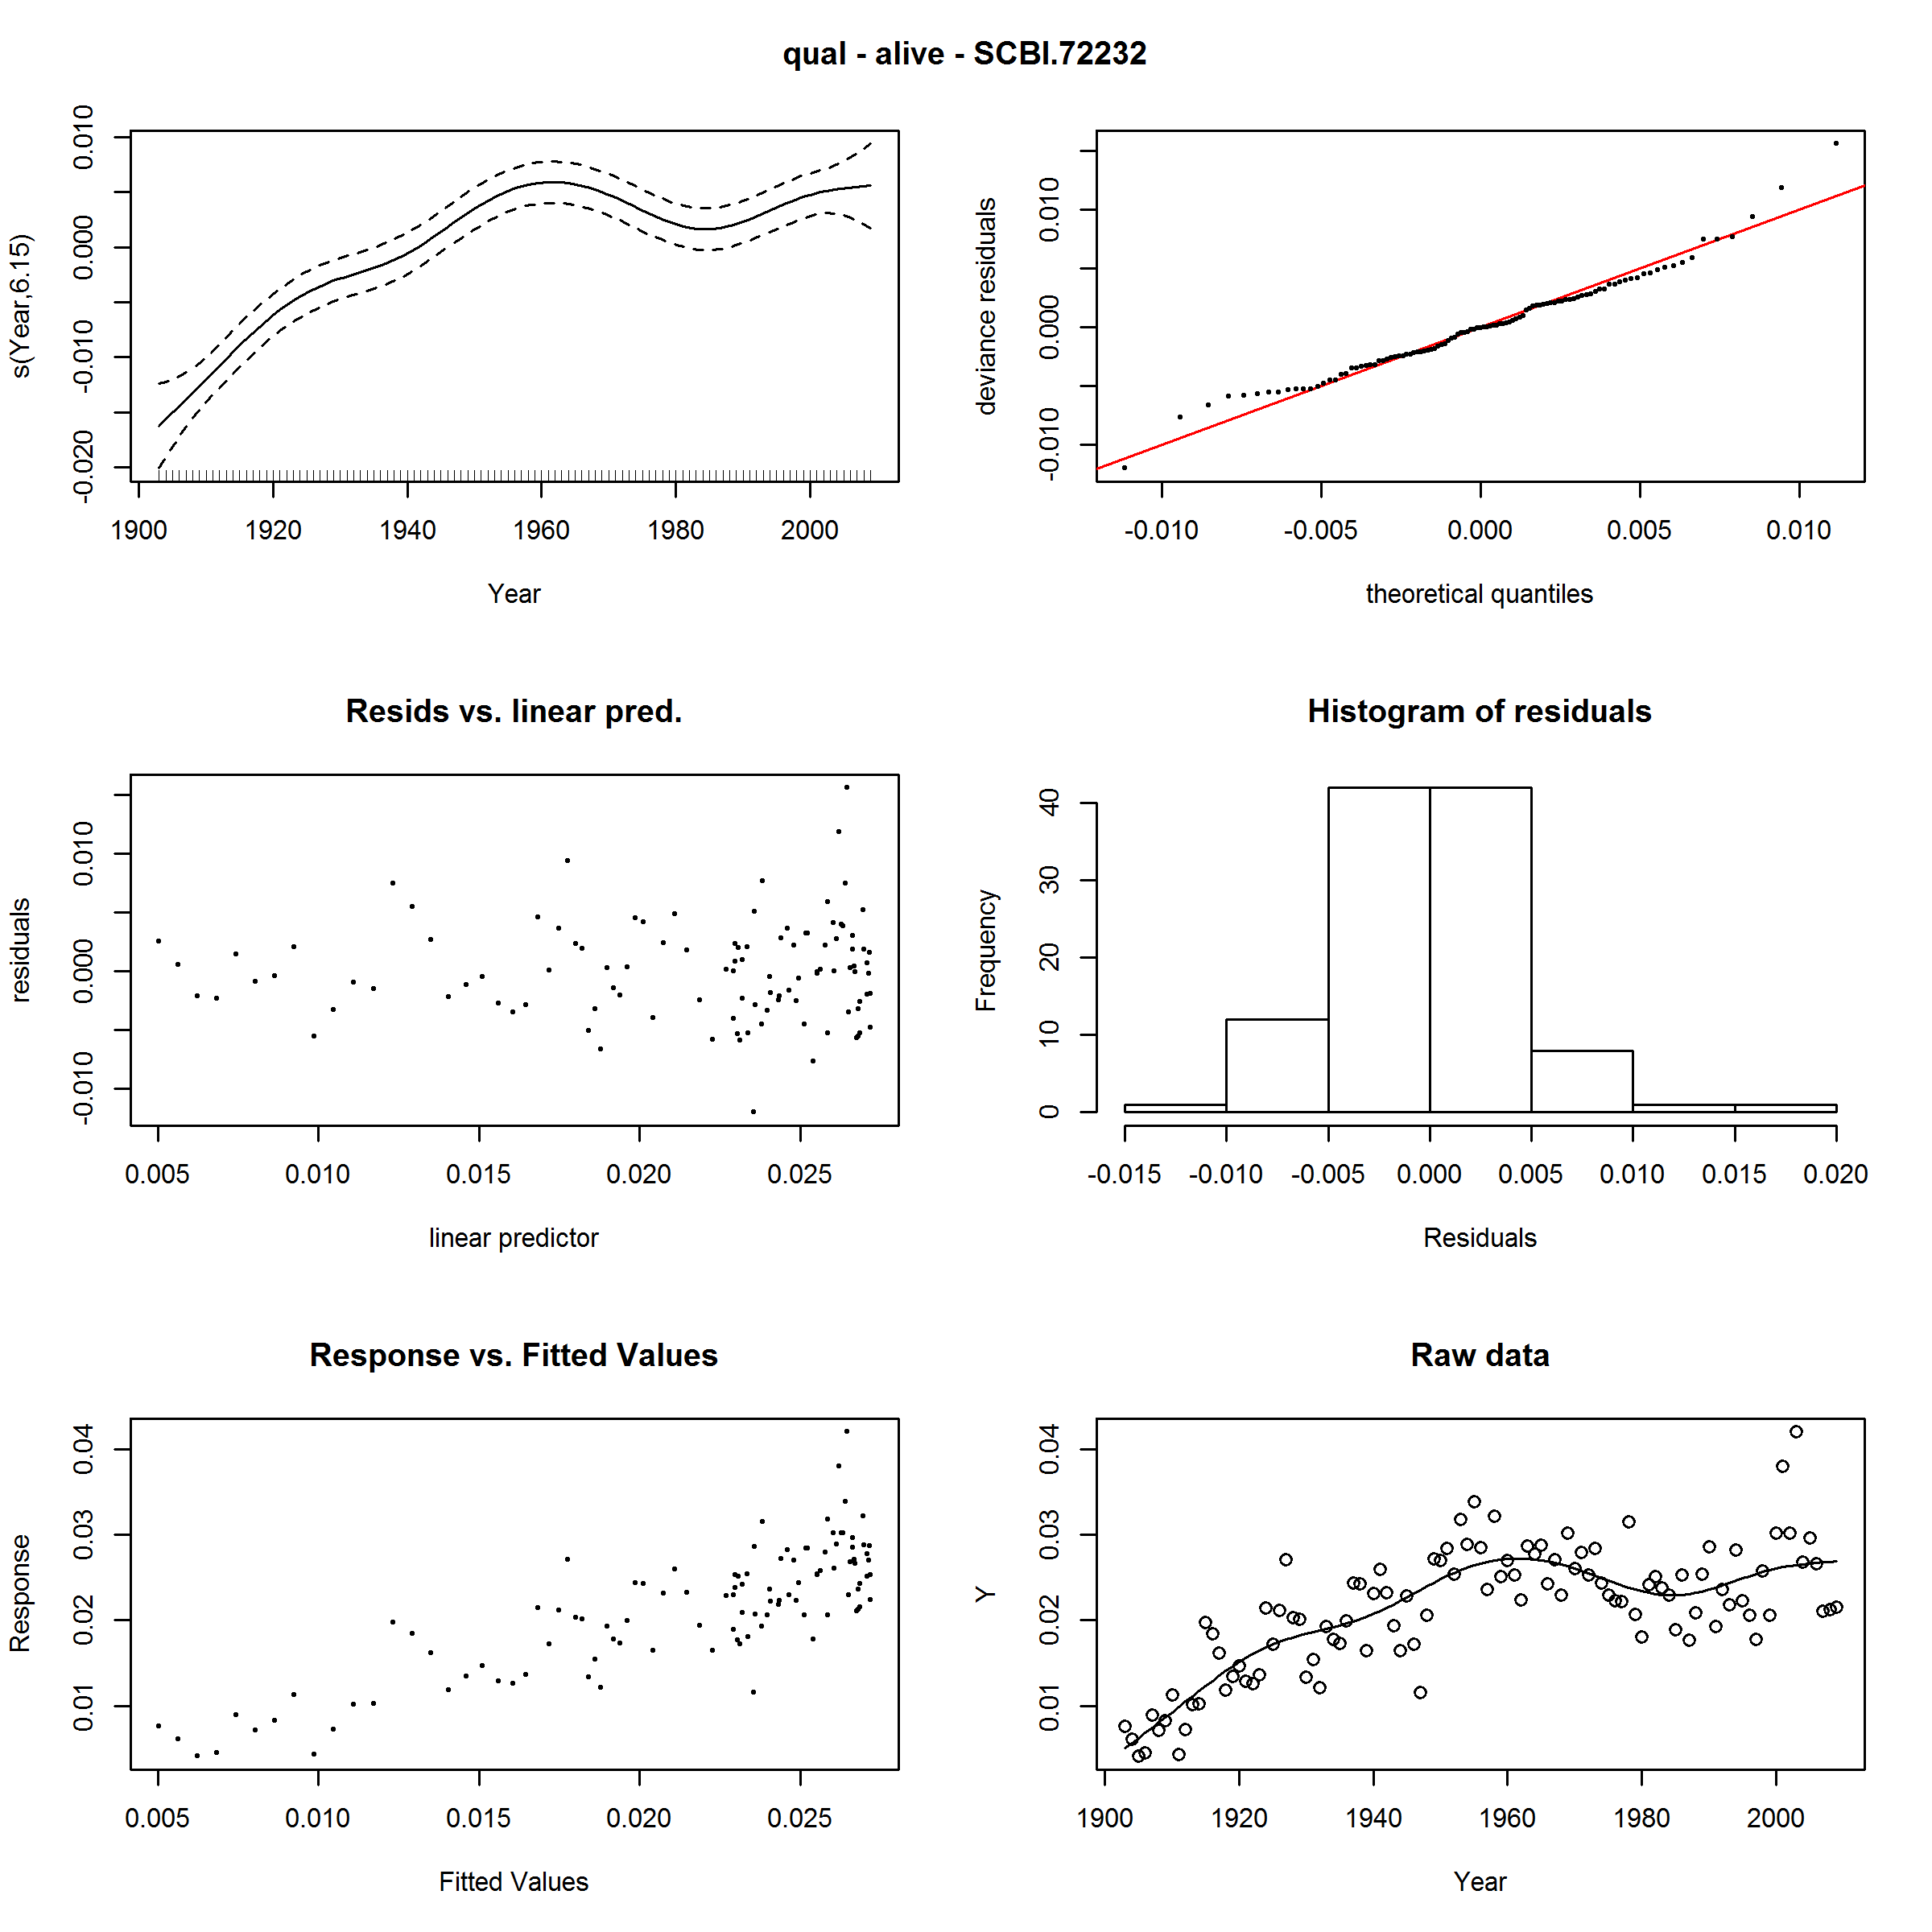 qual - alive - SCBI.72232
s(Year,6.15)
0.010
0.000
-0.010
-0.020
1900 1920 1940 1960 1980 2000
Year
deviance residuals
0.010
0.000
-0.010
-0.010 -0.005 0.000 0.005 0.010
theoretical quantiles
Resids vs. linear pred.
residuals
0.010
0.000
-0.010
0.005 0.010 0.015 0.020 0.025
linear predictor
Histogram of residuals
Frequency
40
30
20
10
0
-0.015 -0.010 -0.005 0.000 0.005 0.010 0.015 0.020
Residuals
Response vs. Fitted Values
Response
0.04
0.03
0.02
0.01
0.005 0.010 0.015 0.020 0.025
Fitted Values
Raw data
Y
0.04
0.03
0.02
0.01
1900 1920 1940 1960 1980 2000
Year